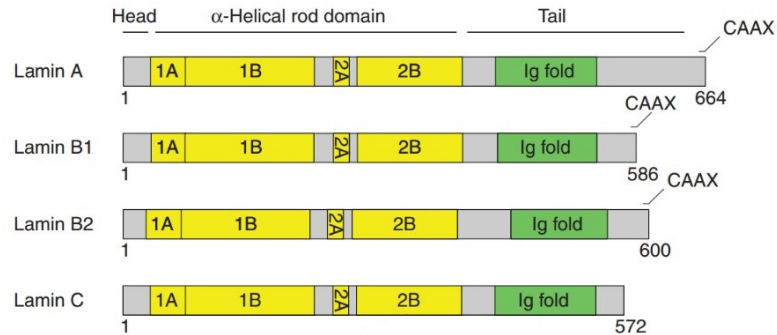 Head α-Helical rod domain Tail
CAAX
Lamin A 1A 1B 2A 2B Ig fold
1 664
CAAX
Lamin B1 1A 1B 2A 2B Ig fold
1 586
CAAX
Lamin B2 1A 1B 2A 2B Ig fold
1 600
Lamin C 1A 1B 2A 2B Ig fold
1 572